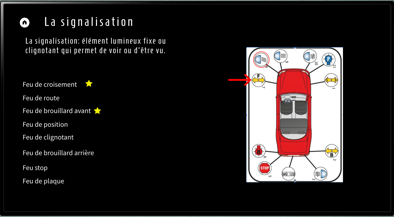 La signalisation
La signalisation: élément lumineux fixe ou
clignotant qui permet de voir ou d'être vu.
Feu de croisement
Feu de route
Feu de brouillard avant
Feu de position
Feu de clignotant
Feu de brouillard arrière
Feu stop
Feu de plaque
STOP